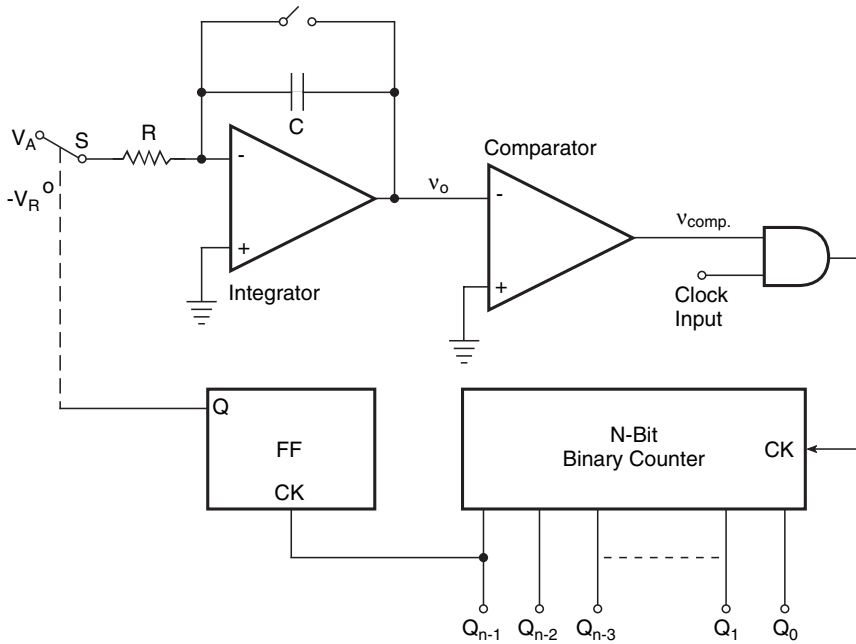 C
V_A
S
R
-V_R
-
+
Integrator
ν_o
Comparator
-
+
ν_comp.
Clock
Input
Q
FF
CK
N-Bit
Binary Counter
CK
Q_n-1
Q_n-2
Q_n-3
Q_1
Q_0